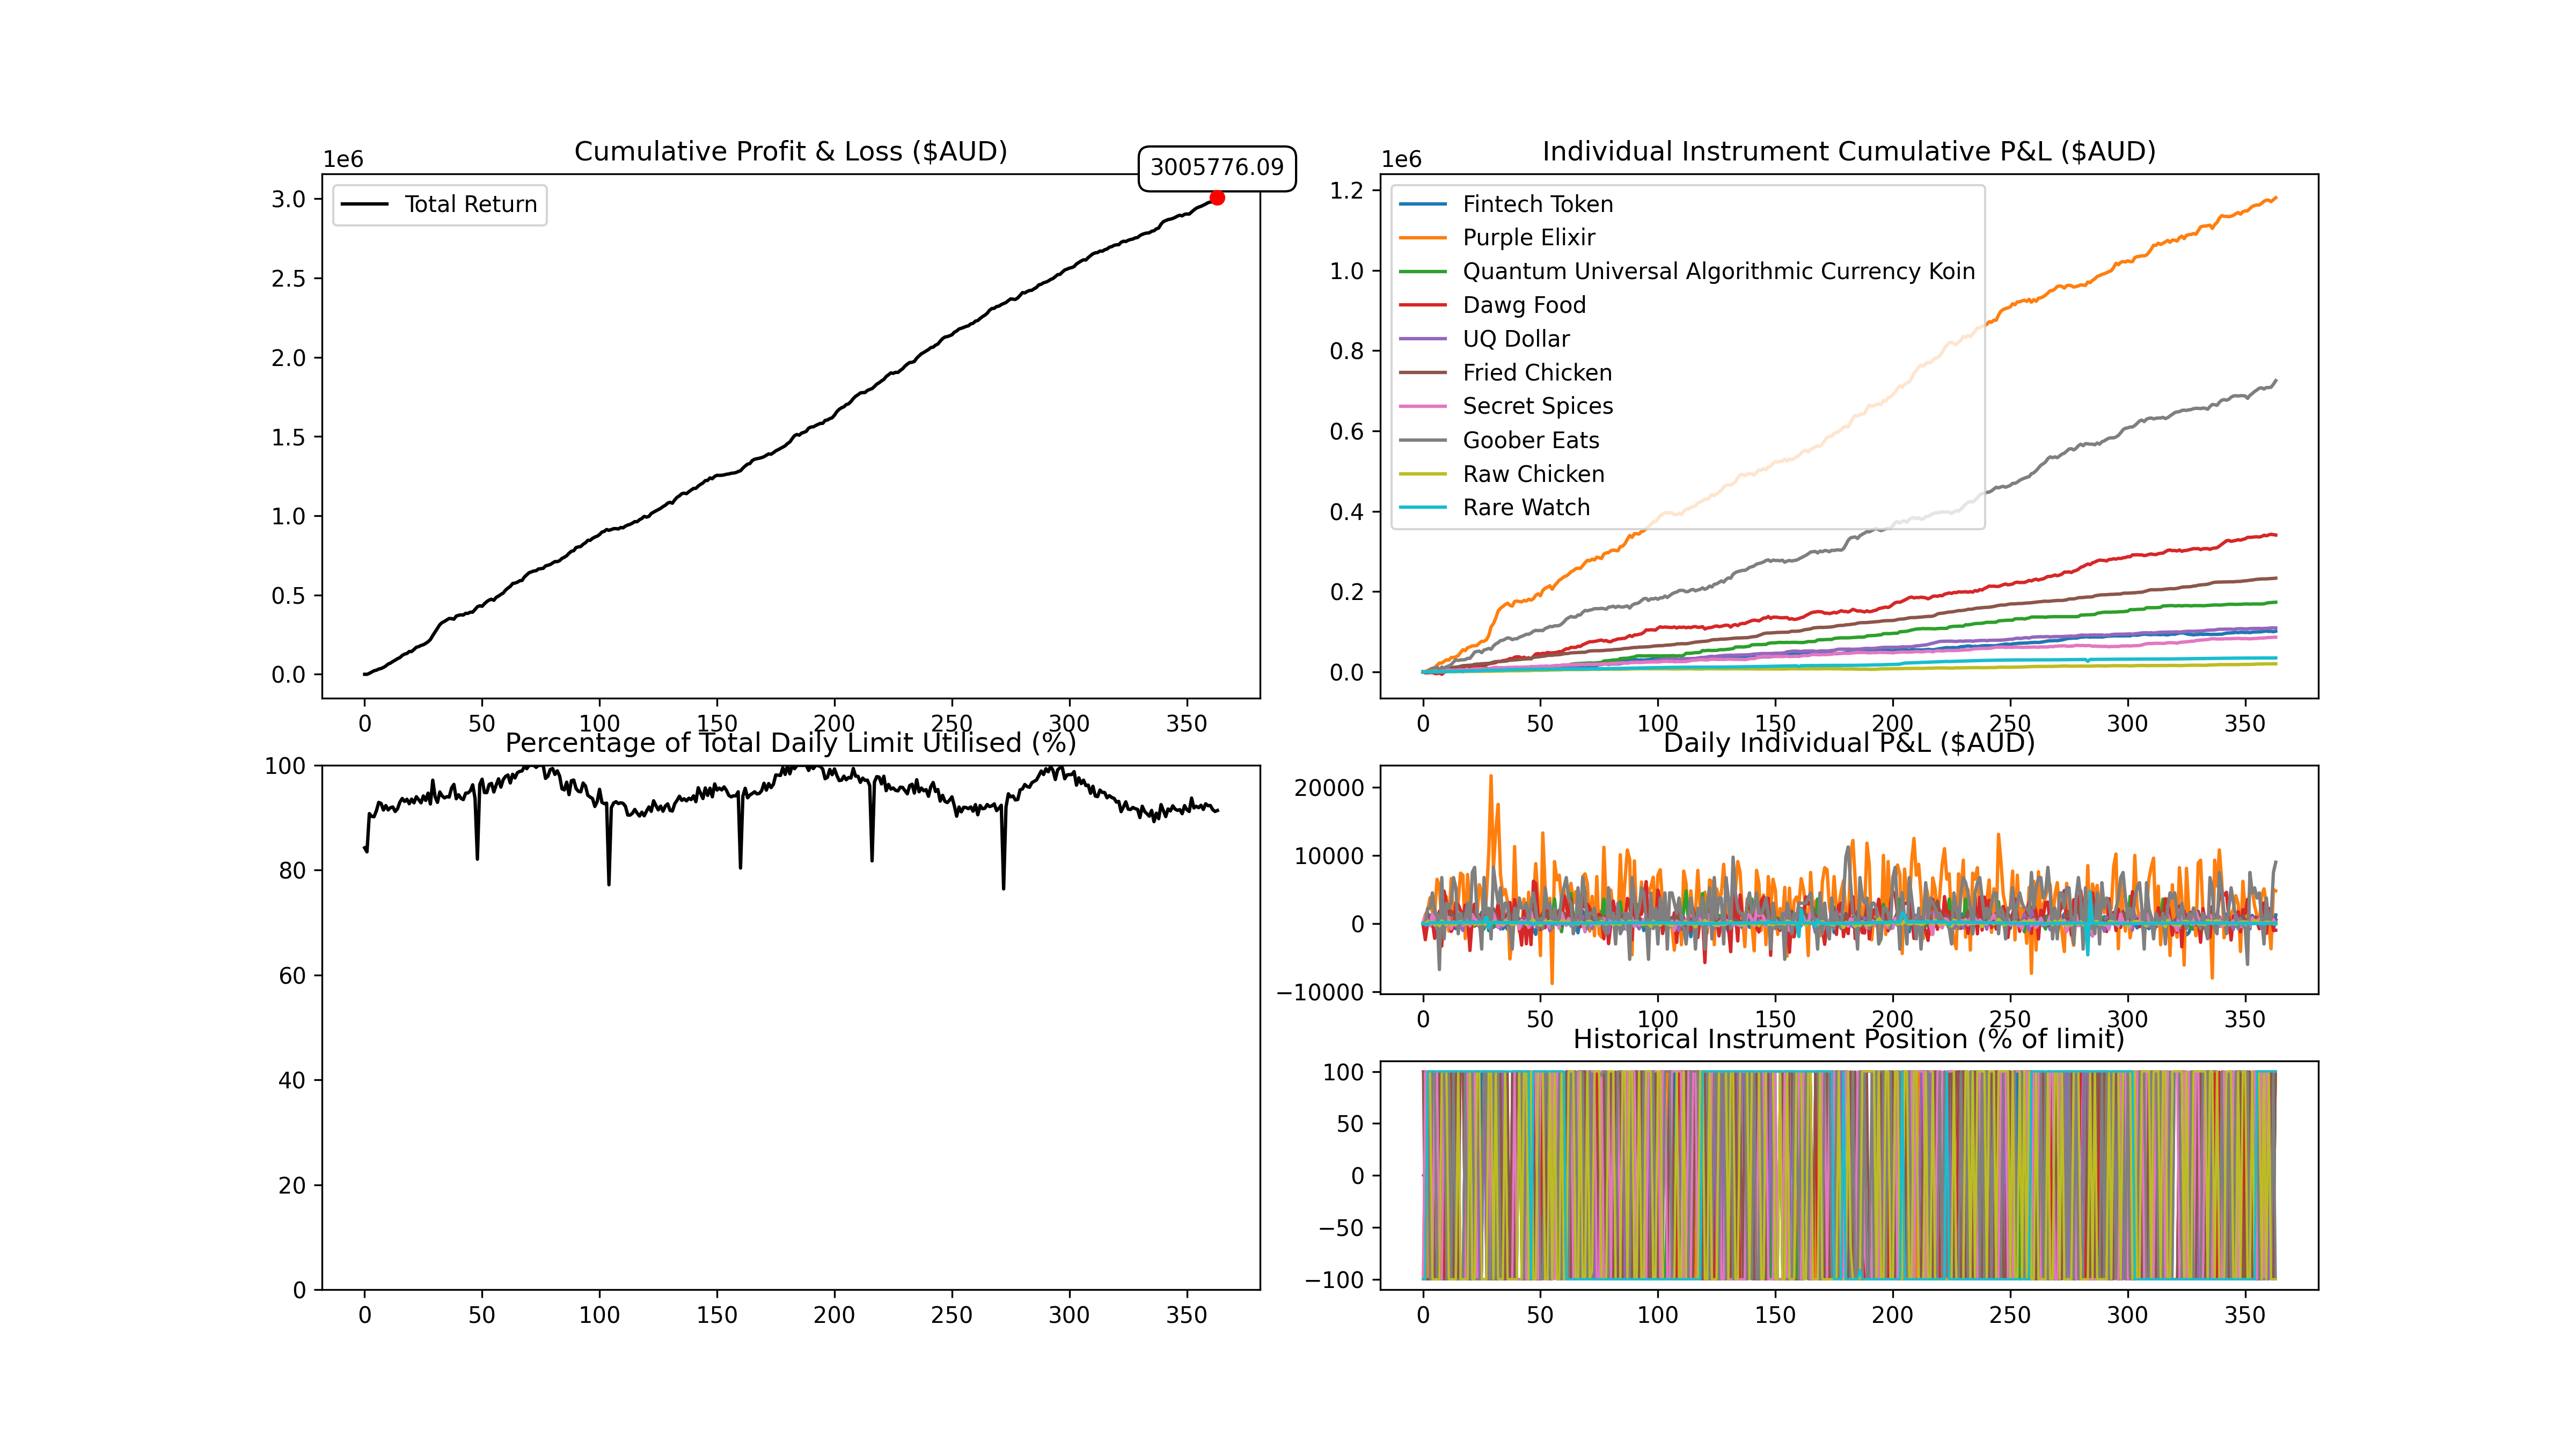 Cumulative Profit & Loss ($AUD)
1e6
3005776.09
Total Return
3.0
2.5
2.0
1.5
1.0
0.5
0.0
0 50 100 150 200 250 300 350
Individual Instrument Cumulative P&L ($AUD)
1e6
Fintech Token
Purple Elixir
Quantum Universal Algorithmic Currency Koin
Dawg Food
UQ Dollar
Fried Chicken
Secret Spices
Goober Eats
Raw Chicken
Rare Watch
1.2
1.0
0.8
0.6
0.4
0.2
0.0
0 50 100 150 200 250 300 350
Percentage of Total Daily Limit Utilised (%)
100
80
60
40
20
0
0 50 100 150 200 250 300 350
Daily Individual P&L ($AUD)
20000
10000
0
−10000
0 50 100 150 200 250 300 350
Historical Instrument Position (% of limit)
100
50
0
−50
−100
0 50 100 150 200 250 300 350